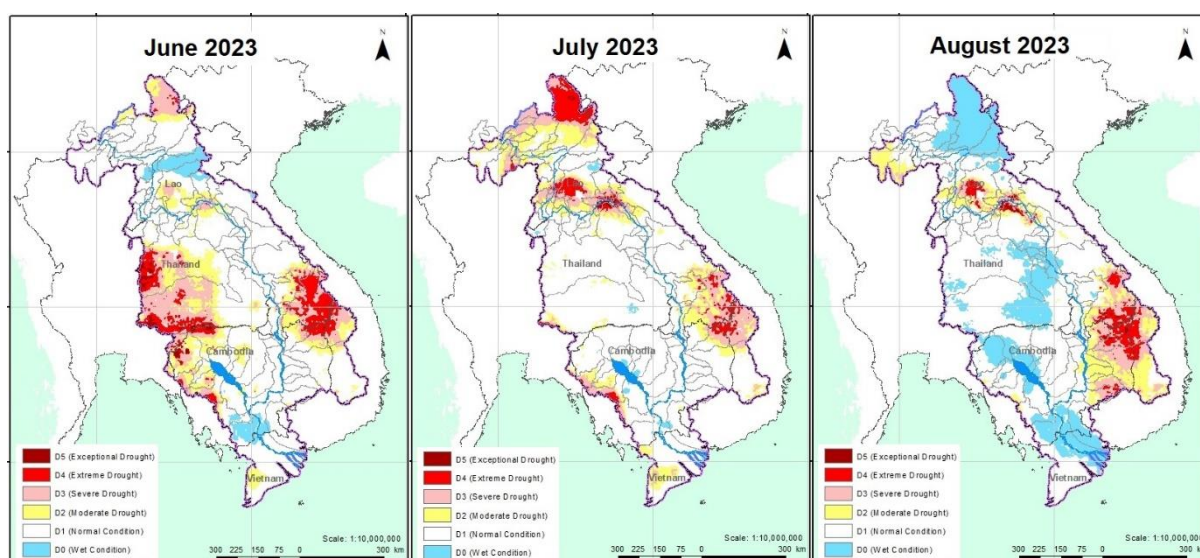 June 2023
N
Lao
Thailand
Cambodia
Vietnam
D5 (Exceptional Drought)
D4 (Extreme Drought)
D3 (Severe Drought)
D2 (Moderate Drought)
D1 (Normal Condition)
D0 (Wet Condition)
Scale: 1:10,000,000
300 225 150 75 0 300 km
July 2023
N
Thailand
Cambodia
Vietnam
D5 (Exceptional Drought)
D4 (Extreme Drought)
D3 (Severe Drought)
D2 (Moderate Drought)
D1 (Normal Condition)
D0 (Wet Condition)
Scale: 1:10,000,000
300 225 150 75 0 300 km
August 2023
N
Thailand
Cambodia
Vietnam
D5 (Exceptional Drought)
D4 (Extreme Drought)
D3 (Severe Drought)
D2 (Moderate Drought)
D1 (Normal Condition)
D0 (Wet Condition)
Scale: 1:10,000,000
300 225 150 75 0 300 km